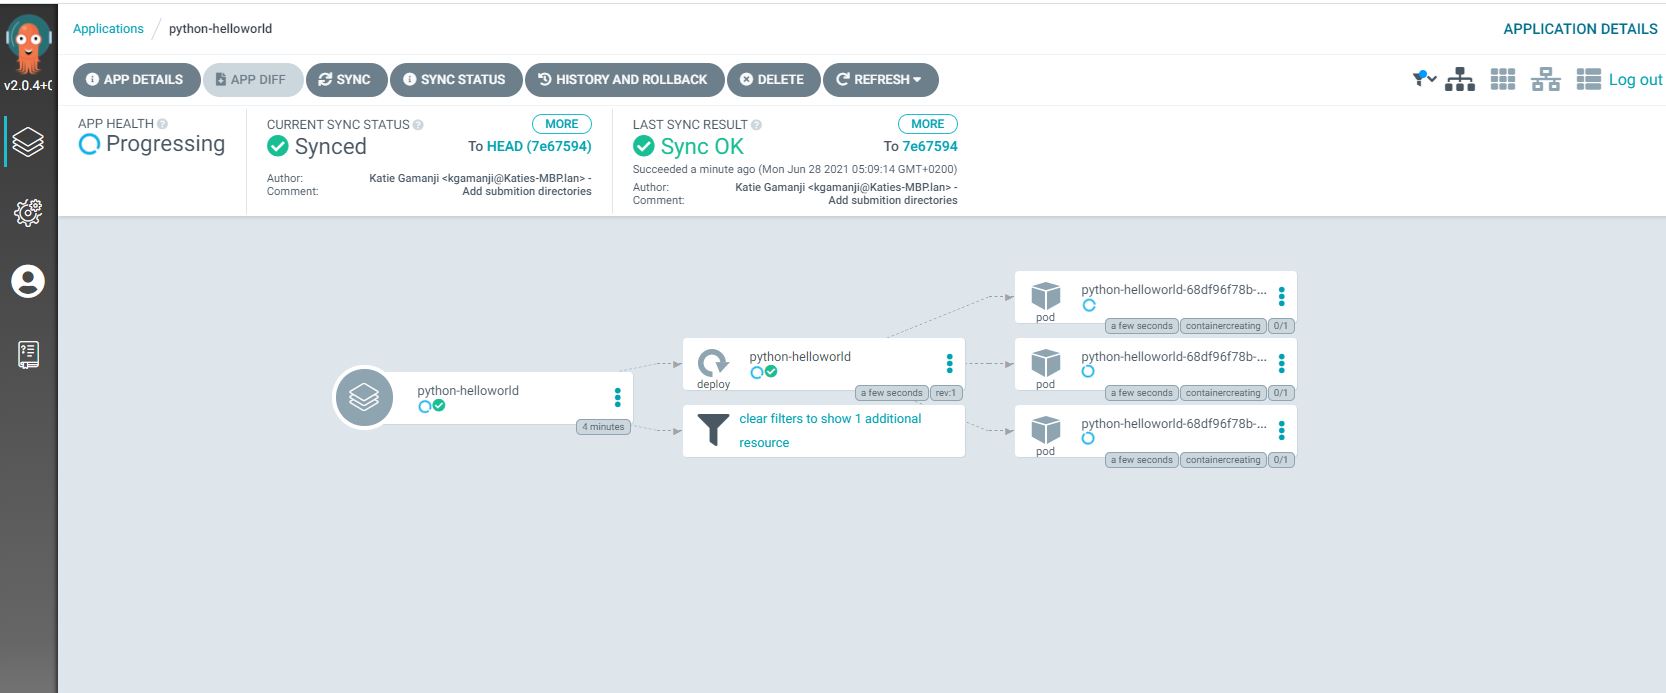 Applications / python-helloworld
APPLICATION DETAILS
v2.0.4+
APP DETAILS
APP DIFF
SYNC
SYNC STATUS
HISTORY AND ROLLBACK
DELETE
REFRESH
Log out
APP HEALTH
Progressing
CURRENT SYNC STATUS
MORE
Synced
To HEAD (7e67594)
Author: Katie Gamanji <kgamanji@Katies-MBP.lan> -
Comment: Add submition directories
LAST SYNC RESULT
MORE
Sync OK
To 7e67594
Succeeded a minute ago (Mon Jun 28 2021 05:09:14 GMT+0200)
Author: Katie Gamanji <kgamanji@Katies-MBP.lan> -
Comment: Add submition directories
python-helloworld
4 minutes
python-helloworld
deploy
a few seconds
rev:1
clear filters to show 1 additional
resource
python-helloworld-68df96f78b-...
pod
a few seconds
containercreating
0/1
python-helloworld-68df96f78b-...
pod
a few seconds
containercreating
0/1
python-helloworld-68df96f78b-...
pod
a few seconds
containercreating
0/1